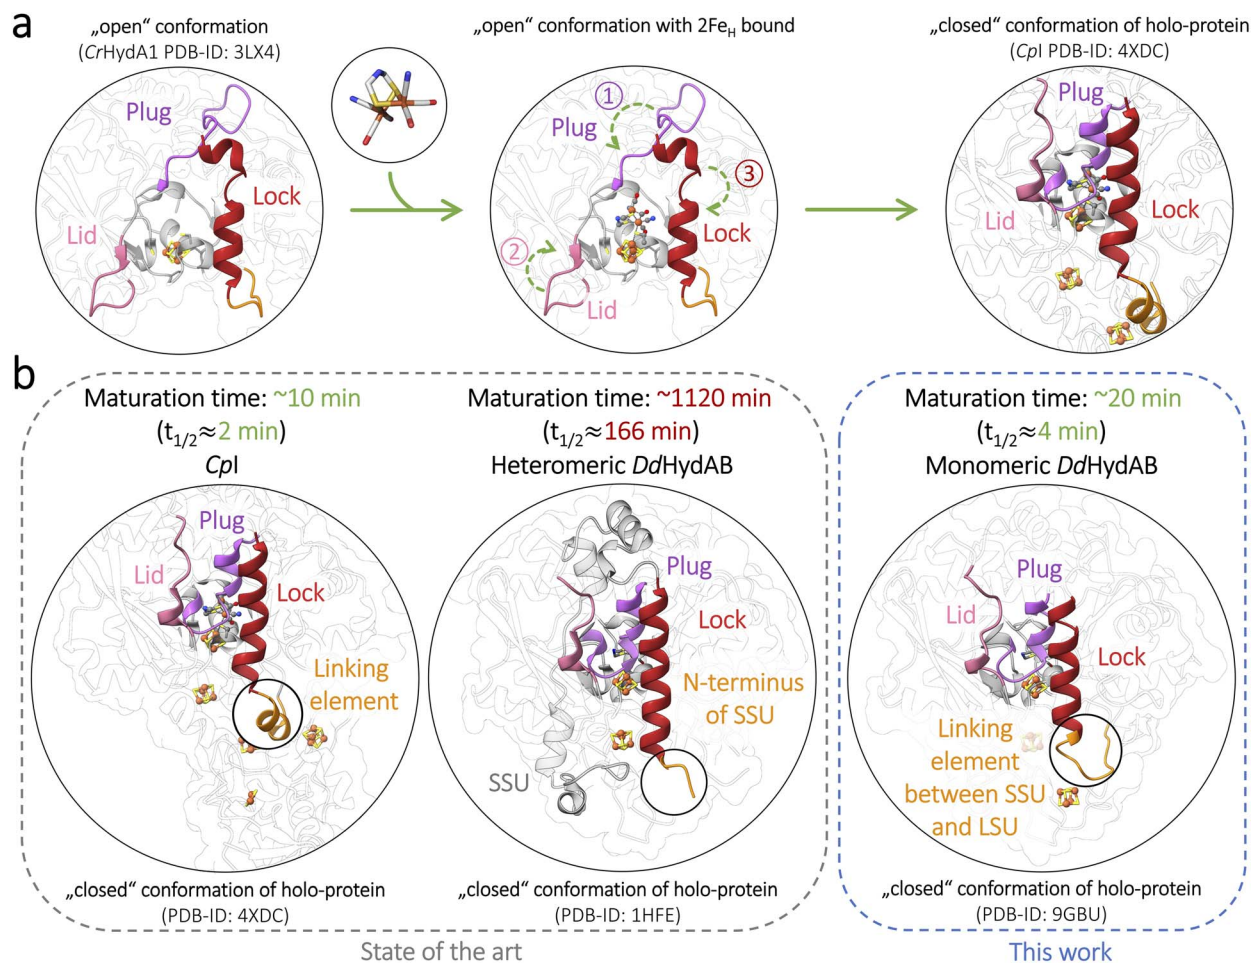 a
„open“ conformation
(CrHydA1 PDB-ID: 3LX4)
„open“ conformation with 2FeH bound
„closed“ conformation of holo-protein
(CpI PDB-ID: 4XDC)
Plug
Lock
Lid
1
Plug
3
Lock
2
Lid
Plug
Lid
Lock
b
Maturation time: ~10 min
(t1/2≈2 min)
CpI
Plug
Lid
Lock
Linking
element
„closed“ conformation of holo-protein
(PDB-ID: 4XDC)
Maturation time: ~1120 min
(t1/2≈166 min)
Heteromeric DdHydAB
Plug
Lock
N-terminus
of SSU
SSU
„closed“ conformation of holo-protein
(PDB-ID: 1HFE)
State of the art
Maturation time: ~20 min
(t1/2≈4 min)
Monomeric DdHydAB
Plug
Lid
Lock
Linking
element
between SSU
and LSU
„closed“ conformation of holo-protein
(PDB-ID: 9GBU)
This work